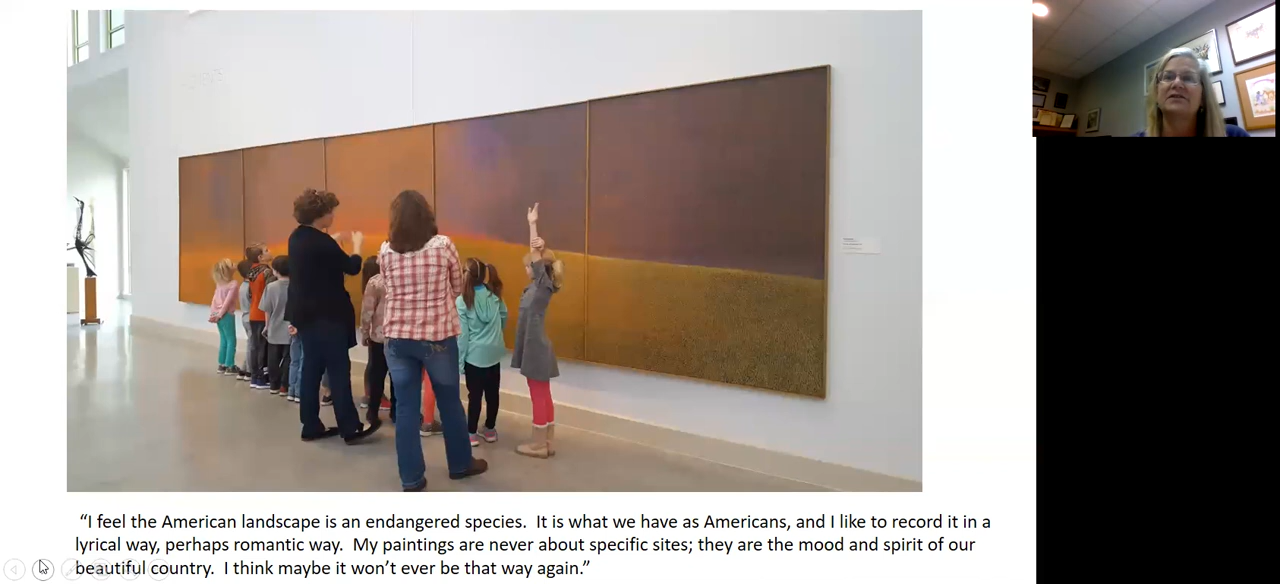 “I feel the American landscape is an endangered species.  It is what we have as Americans, and I like to record it in a
lyrical way, perhaps romantic way.  My paintings are never about specific sites; they are the mood and spirit of our
beautiful country.  I think maybe it won’t ever be that way again.”